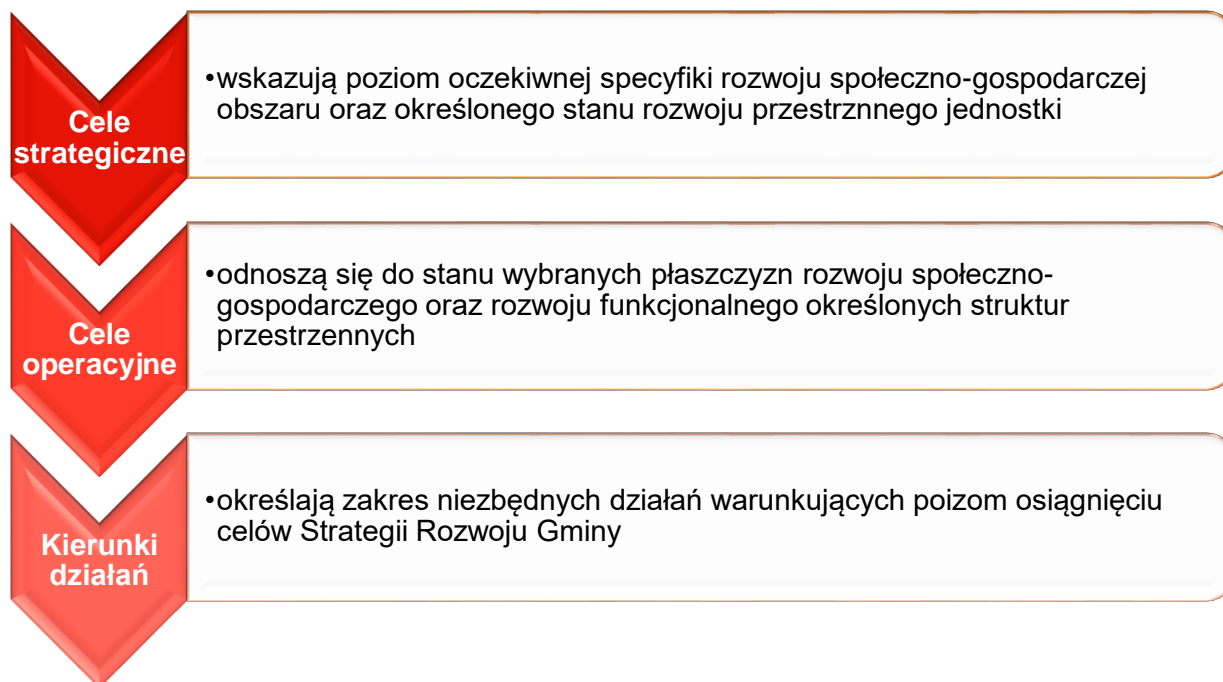 Cele
strategiczne
•wskazują poziom oczekiwnej specyfiki rozwoju społeczno-gospodarczej
obszaru oraz określonego stanu rozwoju przestrznnego jednostki
Cele
operacyjne
•odnoszą się do stanu wybranych płaszczyzn rozwoju społeczno-
gospodarczego oraz rozwoju funkcjonalnego określonych struktur
przestrzennych
Kierunki
działań
•określają zakres niezbędnych działań warunkujących poizom osiągnięciu
celów Strategii Rozwoju Gminy